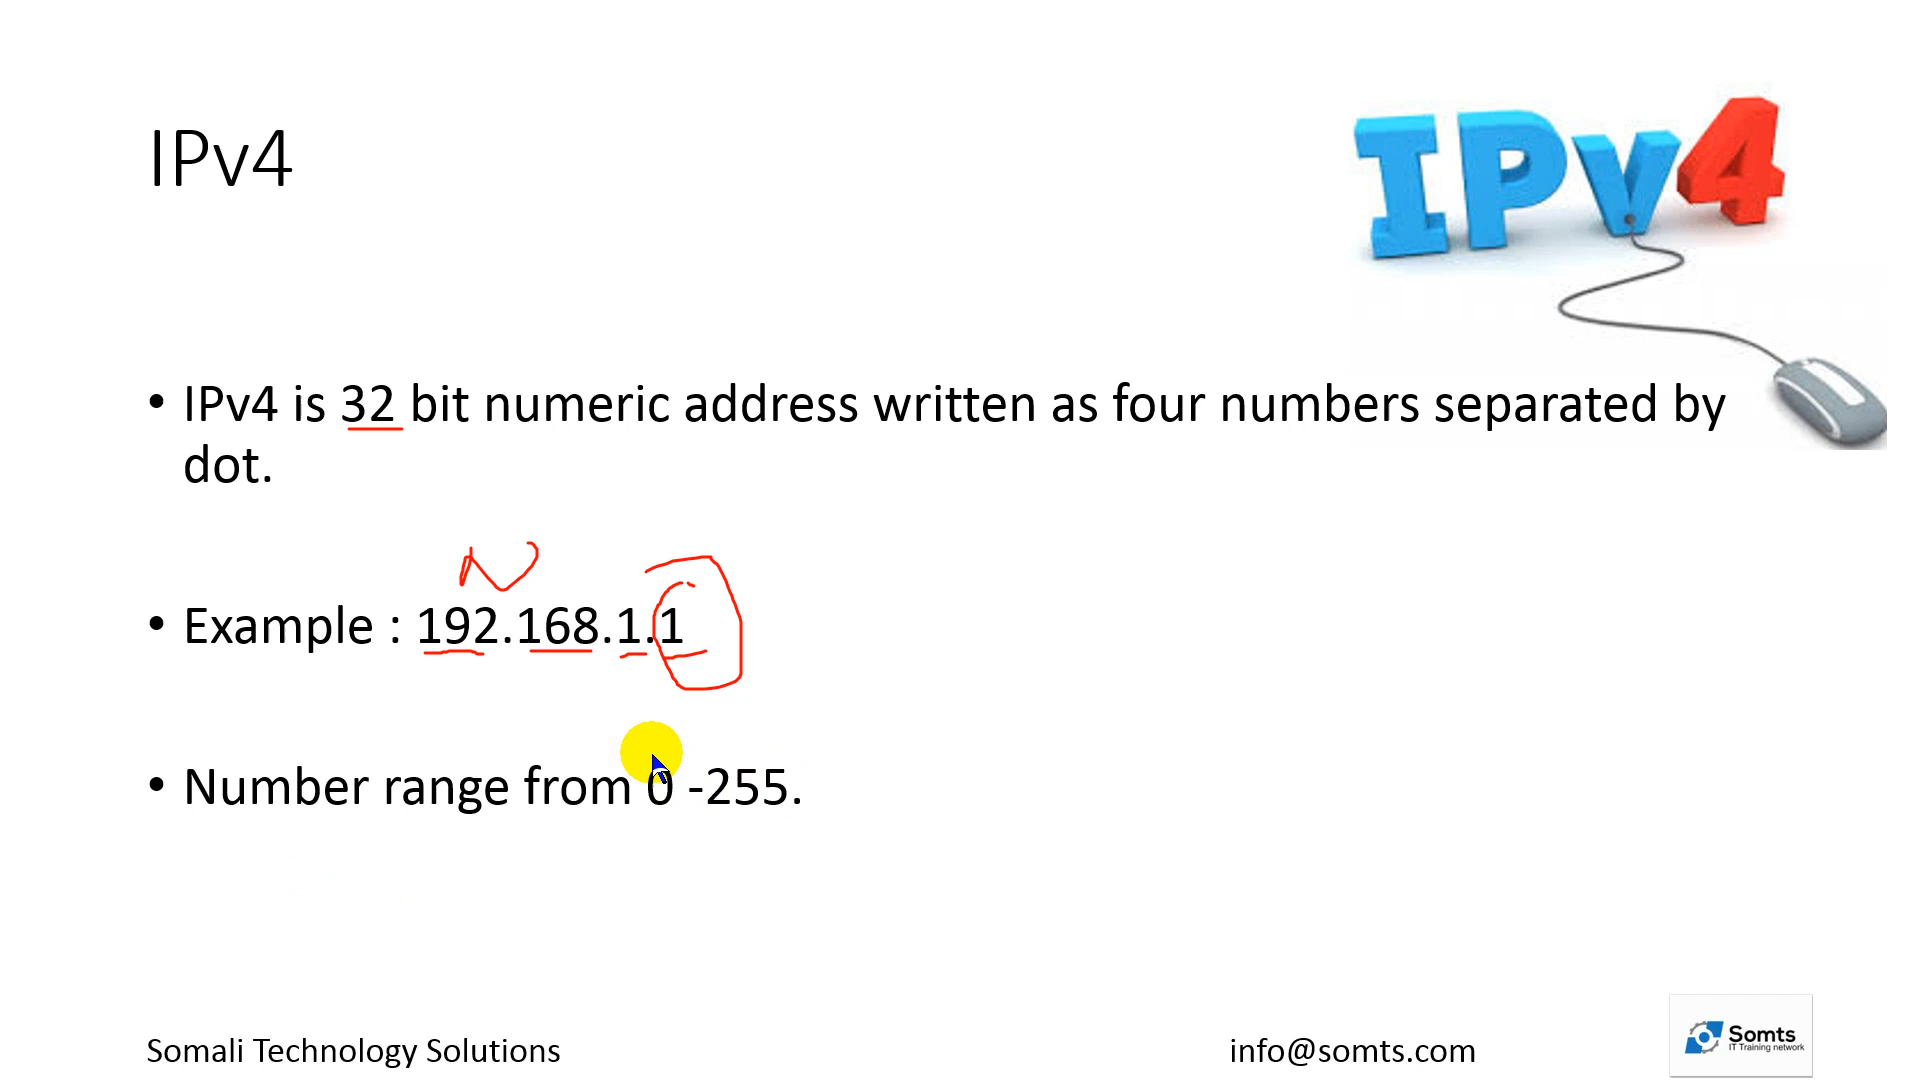 IPv4
IPv4
• IPv4 is 32 bit numeric address written as four numbers separated by
dot.
N
• Example : 192.168.1.1
• Number range from 0 -255.
Somali Technology Solutions
info@somts.com
Somts
IT Training network